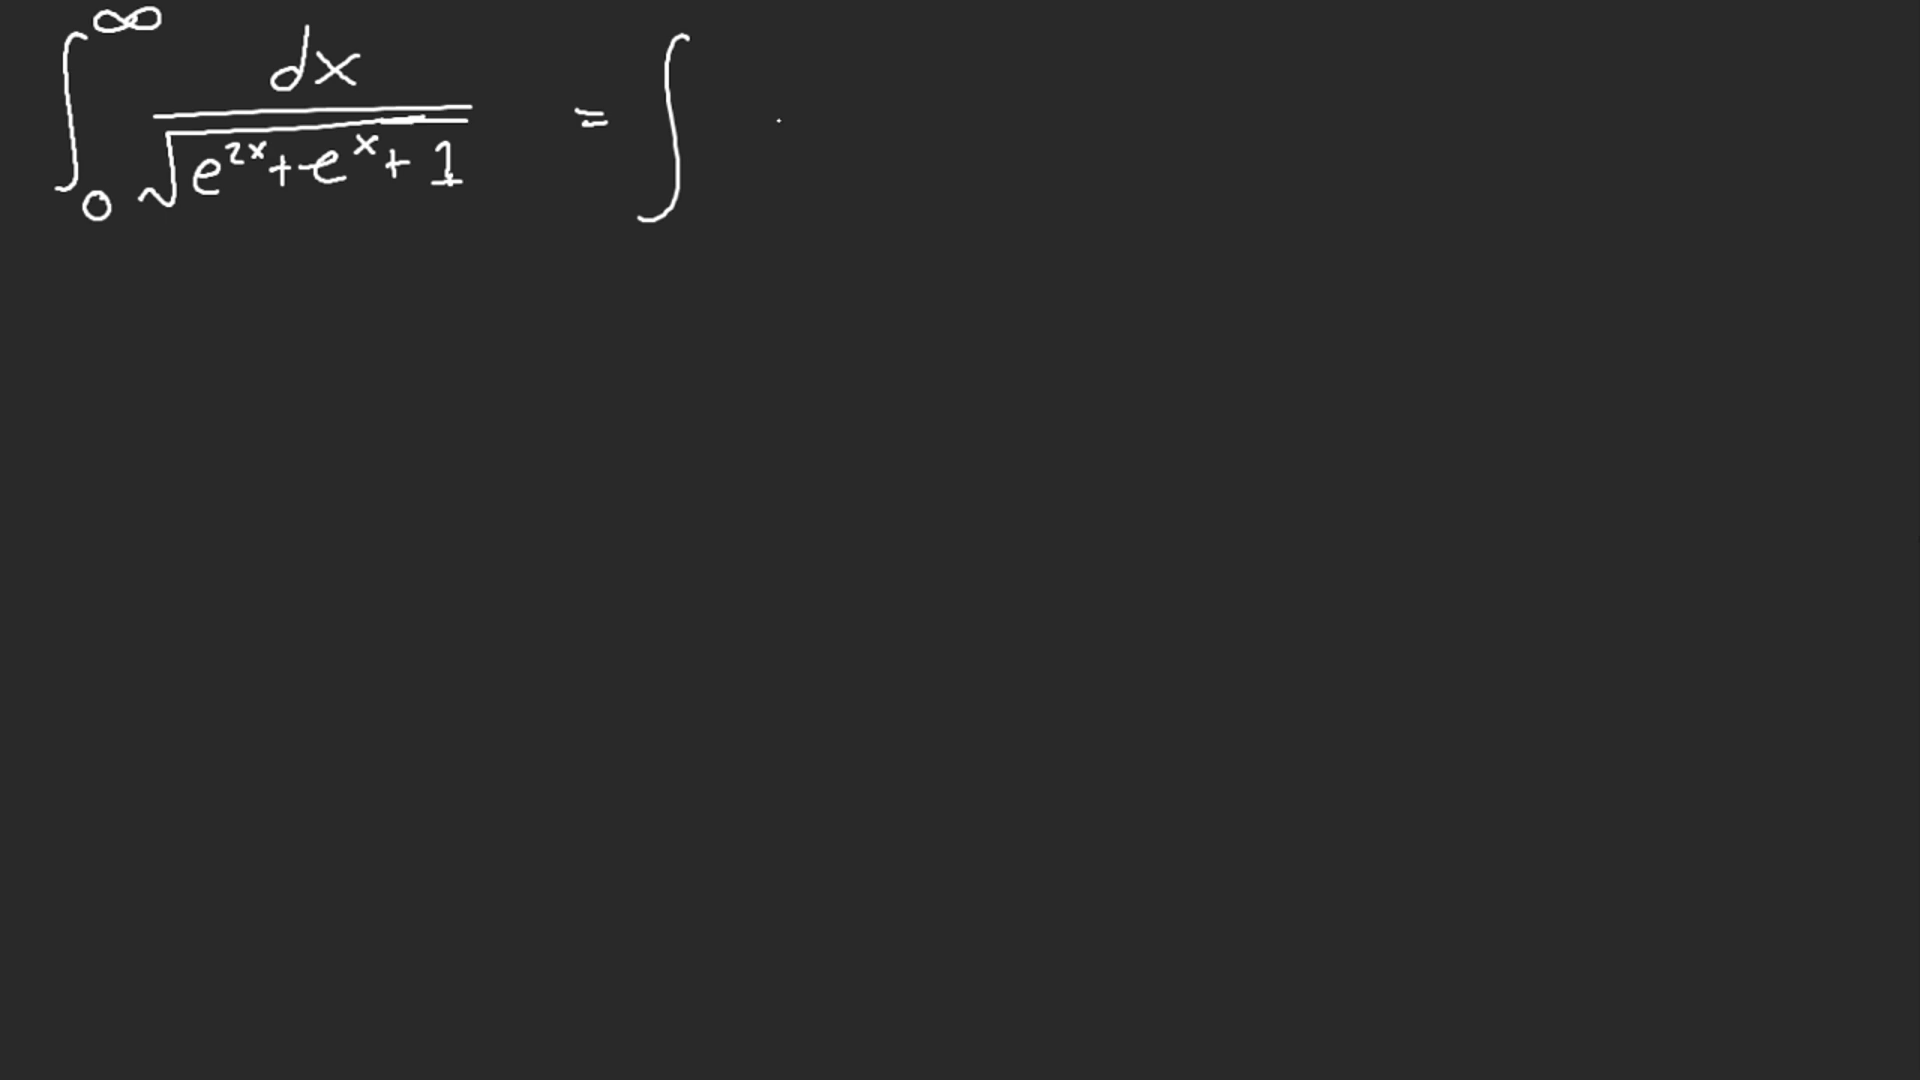 ∫₀^∞ dx / √(e^{2x} + e^x + 1) = ∫